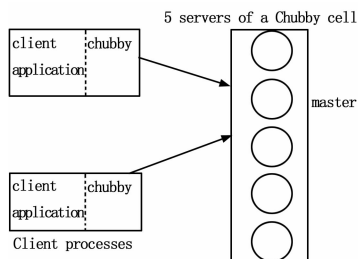 5 servers of a Chubby cell
client chubby
application
master
client chubby
application
Client processes